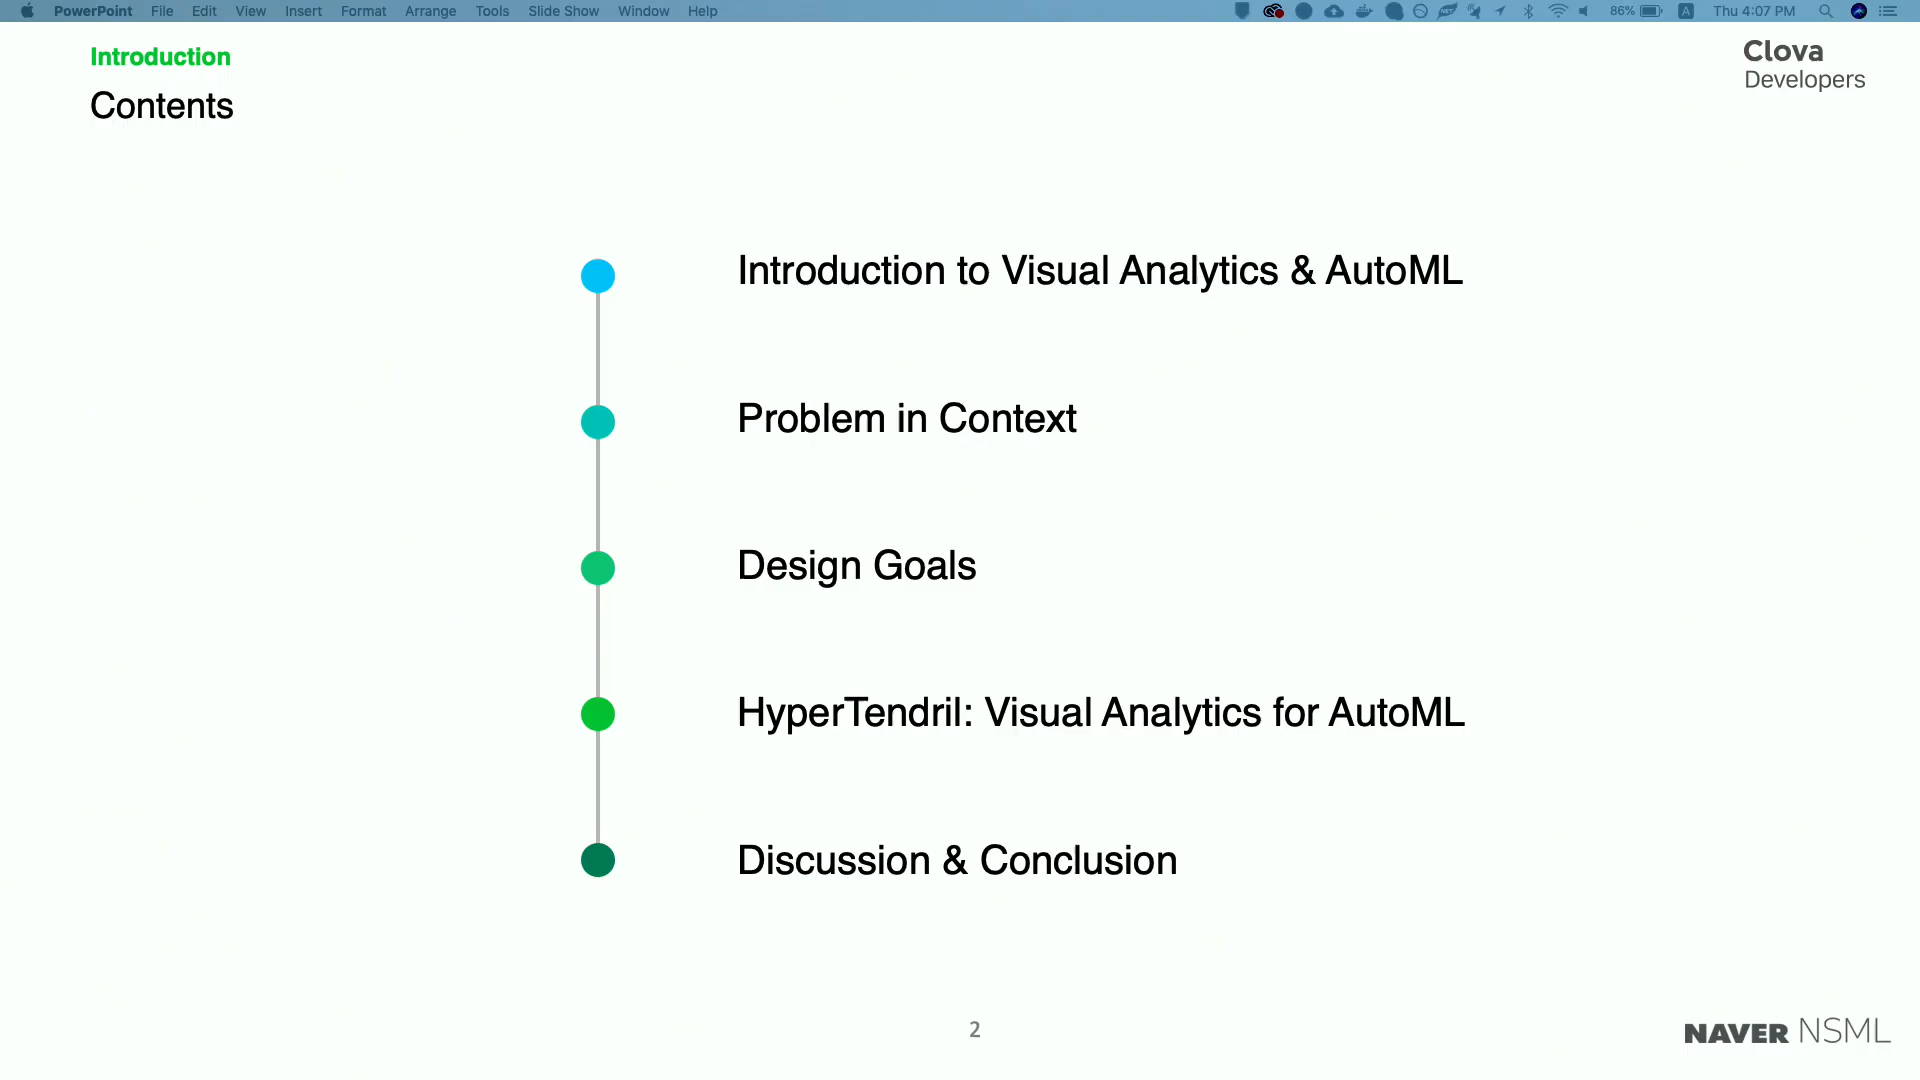 PowerPoint File Edit View Insert Format Arrange Tools Slide Show Window Help 86% A Thu 4:07 PM
Introduction
Contents
Clova
Developers
Introduction to Visual Analytics & AutoML
Problem in Context
Design Goals
HyperTendril: Visual Analytics for AutoML
Discussion & Conclusion
2
NAVER NSML